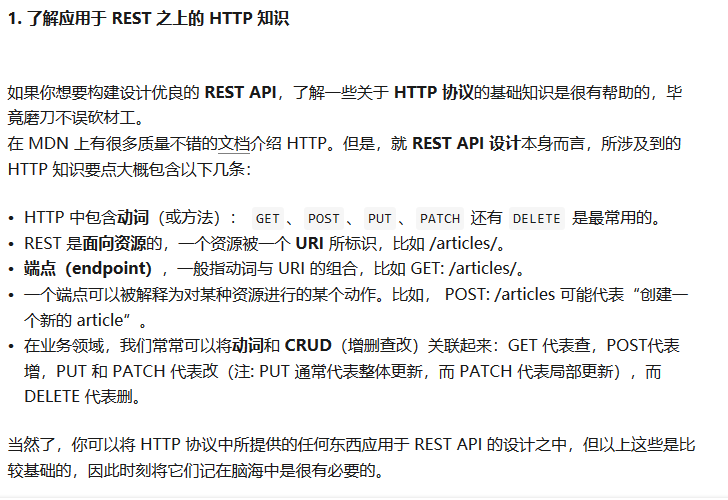 1. 了解应用于 REST 之上的 HTTP 知识
如果你想要构建设计优良的 REST API，了解一些关于 HTTP 协议的基础知识是很有帮助的，毕
竟磨刀不误砍材工。
在 MDN 上有很多质量不错的文档介绍 HTTP。但是，就 REST API 设计本身而言，所涉及到的
HTTP 知识要点大概包含以下几条：
• HTTP 中包含动词（或方法）： GET 、 POST 、 PUT 、 PATCH 还有 DELETE 是最常用的。
• REST 是面向资源的，一个资源被一个 URI 所标识，比如 /articles/。
• 端点（endpoint），一般指动词与 URI 的组合，比如 GET: /articles/。
• 一个端点可以被解释为对某种资源进行的某个动作。比如， POST: /articles 可能代表“创建一
个新的 article“ 。
• 在业务领域，我们常常可以将动词和 CRUD（增删查改）关联起来：GET 代表查，POST代表
增，PUT 和 PATCH 代表改（注: PUT 通常代表整体更新，而 PATCH 代表局部更新），而
DELETE 代表删。
当然了，你可以将 HTTP 协议中所提供的任何东西应用于 REST API 的设计之中，但以上这些是比
较基础的，因此时刻将它们记在脑海中是很有必要的。